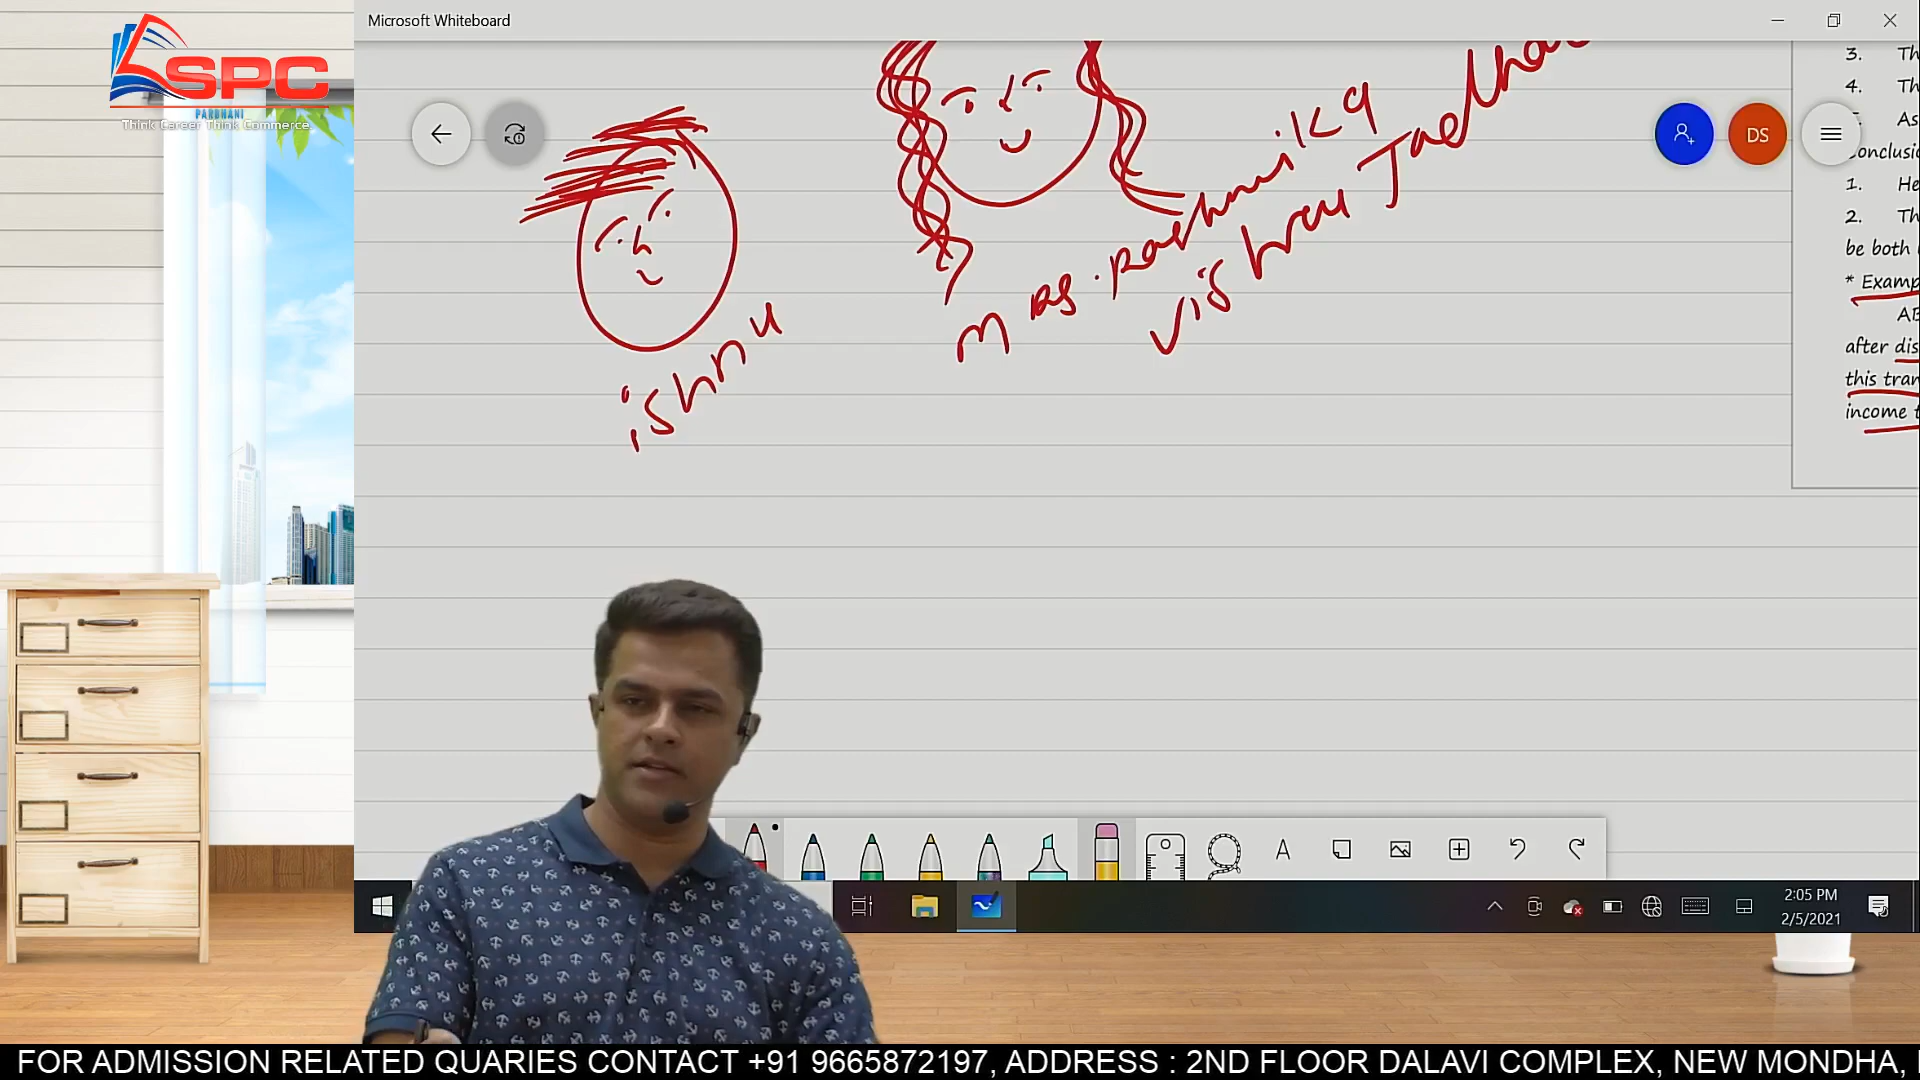 Microsoft Whiteboard
SPC
PARBHANI
Think Career Think Commerce.
DS
3. Th
4. Th
As
onclusi
1. He
2. Th
be both
* Examp
AB
after dis
this tran
income t
ishnu
mrs. Rashmika
Vishnu Jadhav
A
2:05 PM
2/5/2021
FOR ADMISSION RELATED QUARIES CONTACT +91 9665872197, ADDRESS : 2ND FLOOR DALAVI COMPLEX, NEW MONDHA,